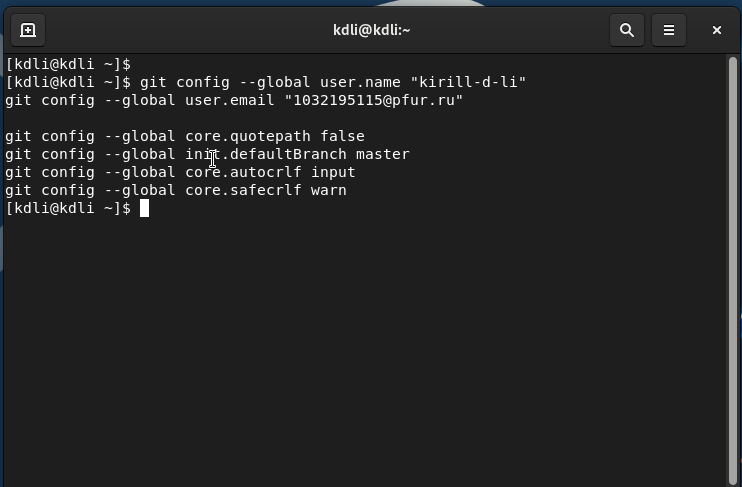 kdli@kdli:~
[kdli@kdli ~]$
[kdli@kdli ~]$ git config --global user.name "kirill-d-li"
git config --global user.email "1032195115@pfur.ru"
git config --global core.quotepath false
git config --global init.defaultBranch master
git config --global core.autocrlf input
git config --global core.safecrlf warn
[kdli@kdli ~]$